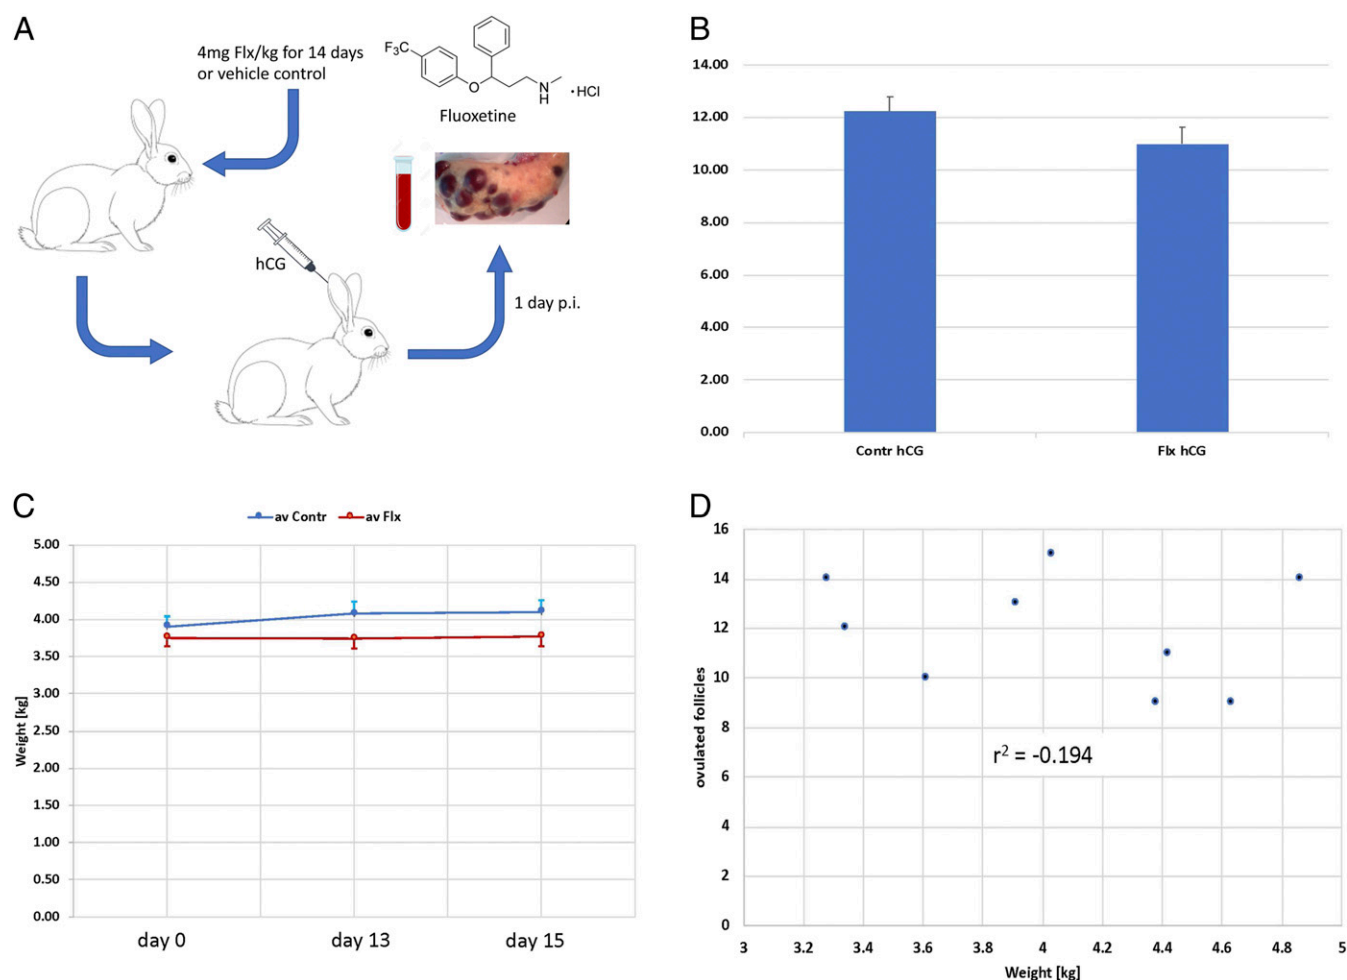 A
4mg Flx/kg for 14 days
or vehicle control
F₃C
O
N
H
·HCl
Fluoxetine
hCG
1 day p.i.
B
14.00
12.00
10.00
8.00
6.00
4.00
2.00
0.00
Contr hCG
Flx hCG
C
av Contr
av Flx
5.00
4.50
4.00
3.50
3.00
2.50
2.00
1.50
1.00
0.50
0.00
Weight [kg]
day 0
day 13
day 15
D
16
14
12
10
8
6
4
2
0
ovulated follicles
r² = -0.194
3
3.2
3.4
3.6
3.8
4
4.2
4.4
4.6
4.8
5
Weight [kg]